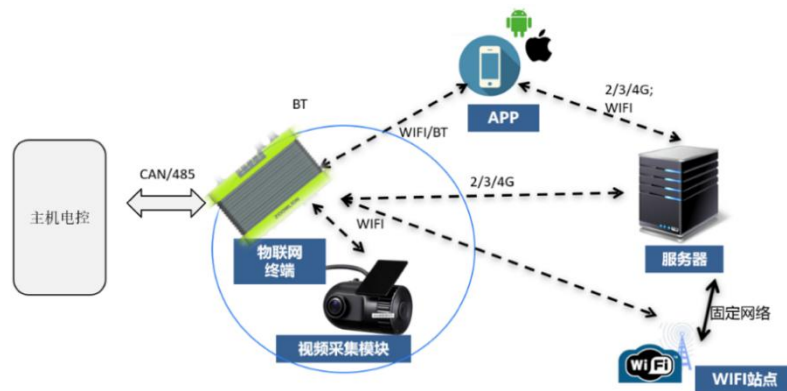 BT
2/3/4G;
WIFI
APP
WIFI/BT
CAN/485
主机电控
2/3/4G
WIFI
物联网
终端
服务器
固定网络
视频采集模块
WiFi
WIFI站点